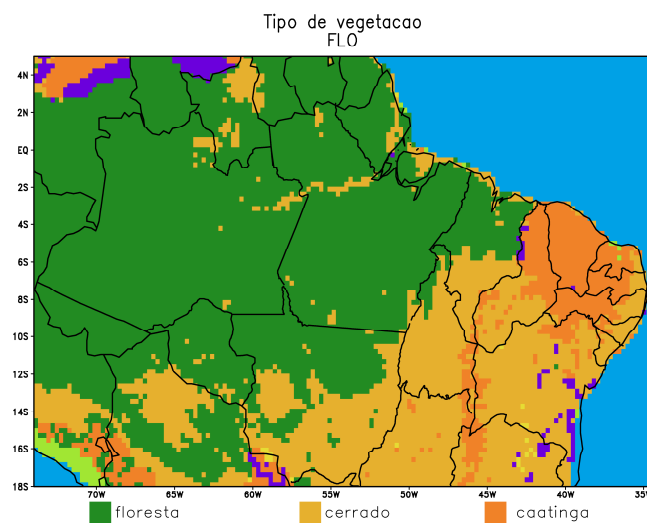 Tipo de vegetacao
FLO
4N
2N
EQ
2S
4S
6S
8S
10S
12S
14S
16S
18S
70W 65W 60W 55W 50W 45W 40W 35W
floresta cerrado caatinga